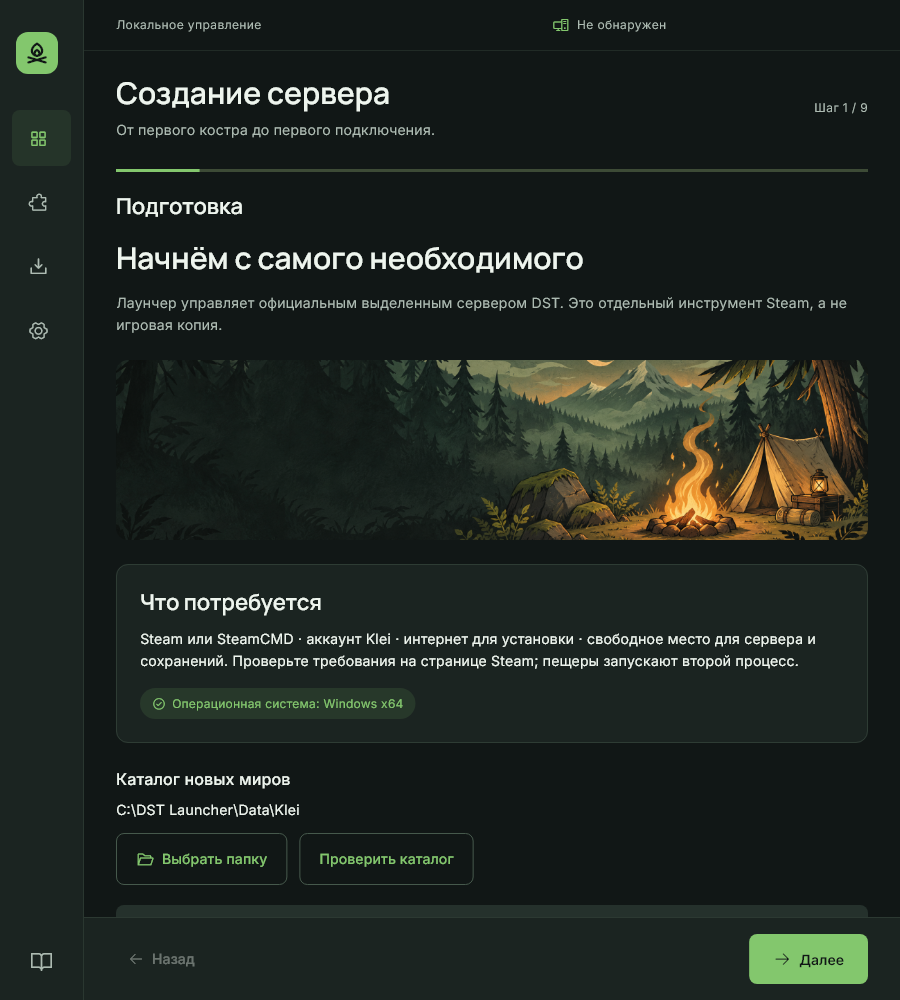 Локальное управление
Не обнаружен
Создание сервера
Шаг 1 / 9
От первого костра до первого подключения.
Подготовка
Начнём с самого необходимого
Лаунчер управляет официальным выделенным сервером DST. Это отдельный инструмент Steam, а не
игровая копия.
Что потребуется
Steam или SteamCMD · аккаунт Klei · интернет для установки · свободное место для сервера и
сохранений. Проверьте требования на странице Steam; пещеры запускают второй процесс.
Операционная система: Windows x64
Каталог новых миров
C:\DST Launcher\Data\Klei
Выбрать папку
Проверить каталог
Назад
Далее